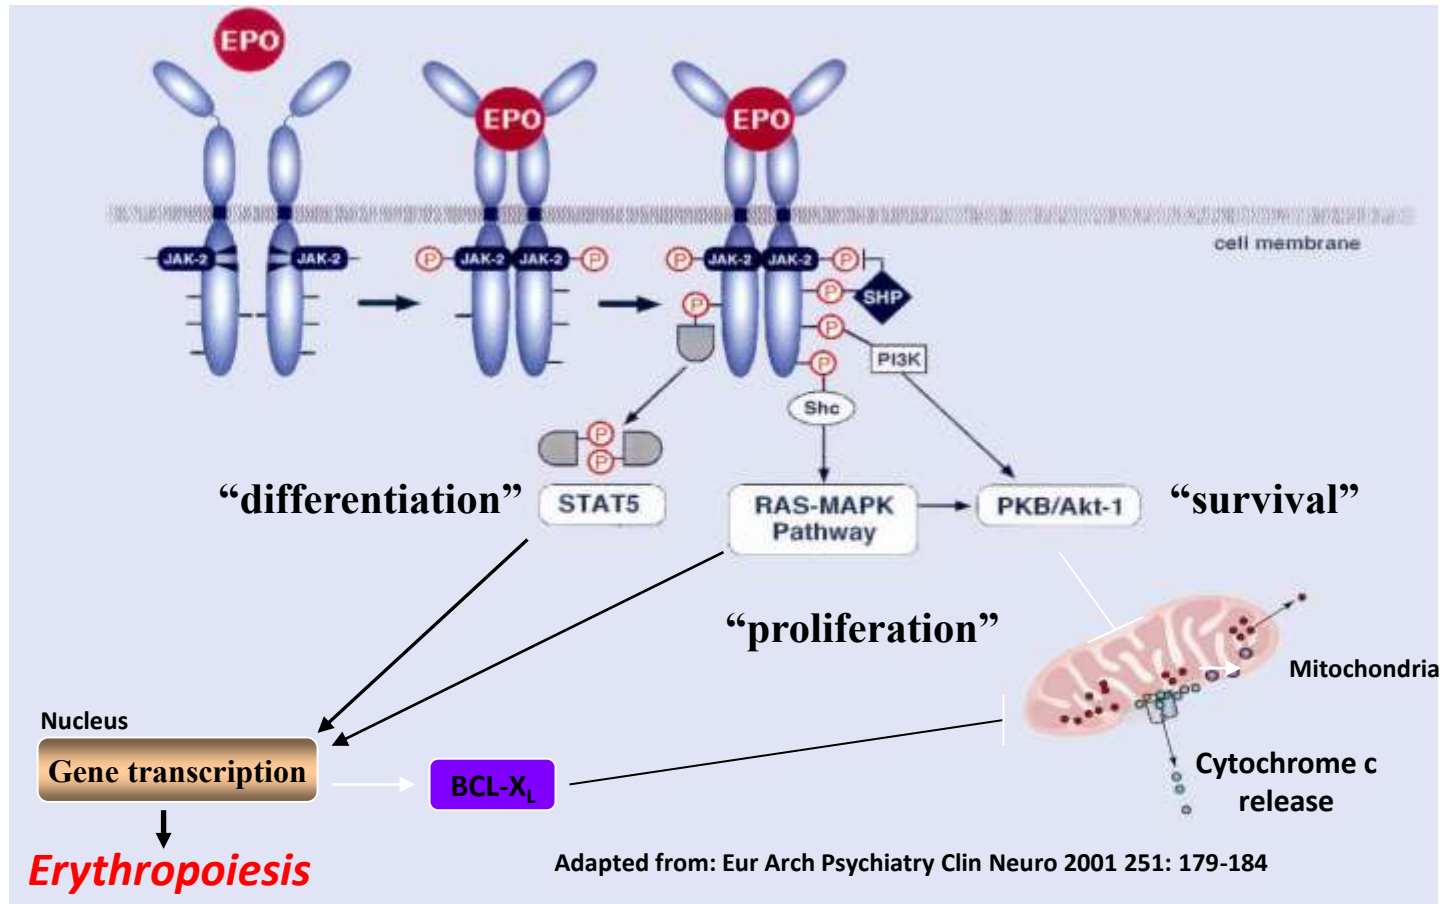 EPO
EPO
EPO
cell membrane
JAK-2
JAK-2
P
JAK-2
JAK-2
P
P
JAK-2
JAK-2
P
P
P
SHP
P
PI3K
P
Shc
P
P
“differentiation”
STAT5
RAS-MAPK
Pathway
PKB/Akt-1
“survival”
“proliferation”
Mitochondria
Nucleus
Gene transcription
BCL-XL
Cytochrome c
release
Erythropoiesis
Adapted from: Eur Arch Psychiatry Clin Neuro 2001 251: 179-184